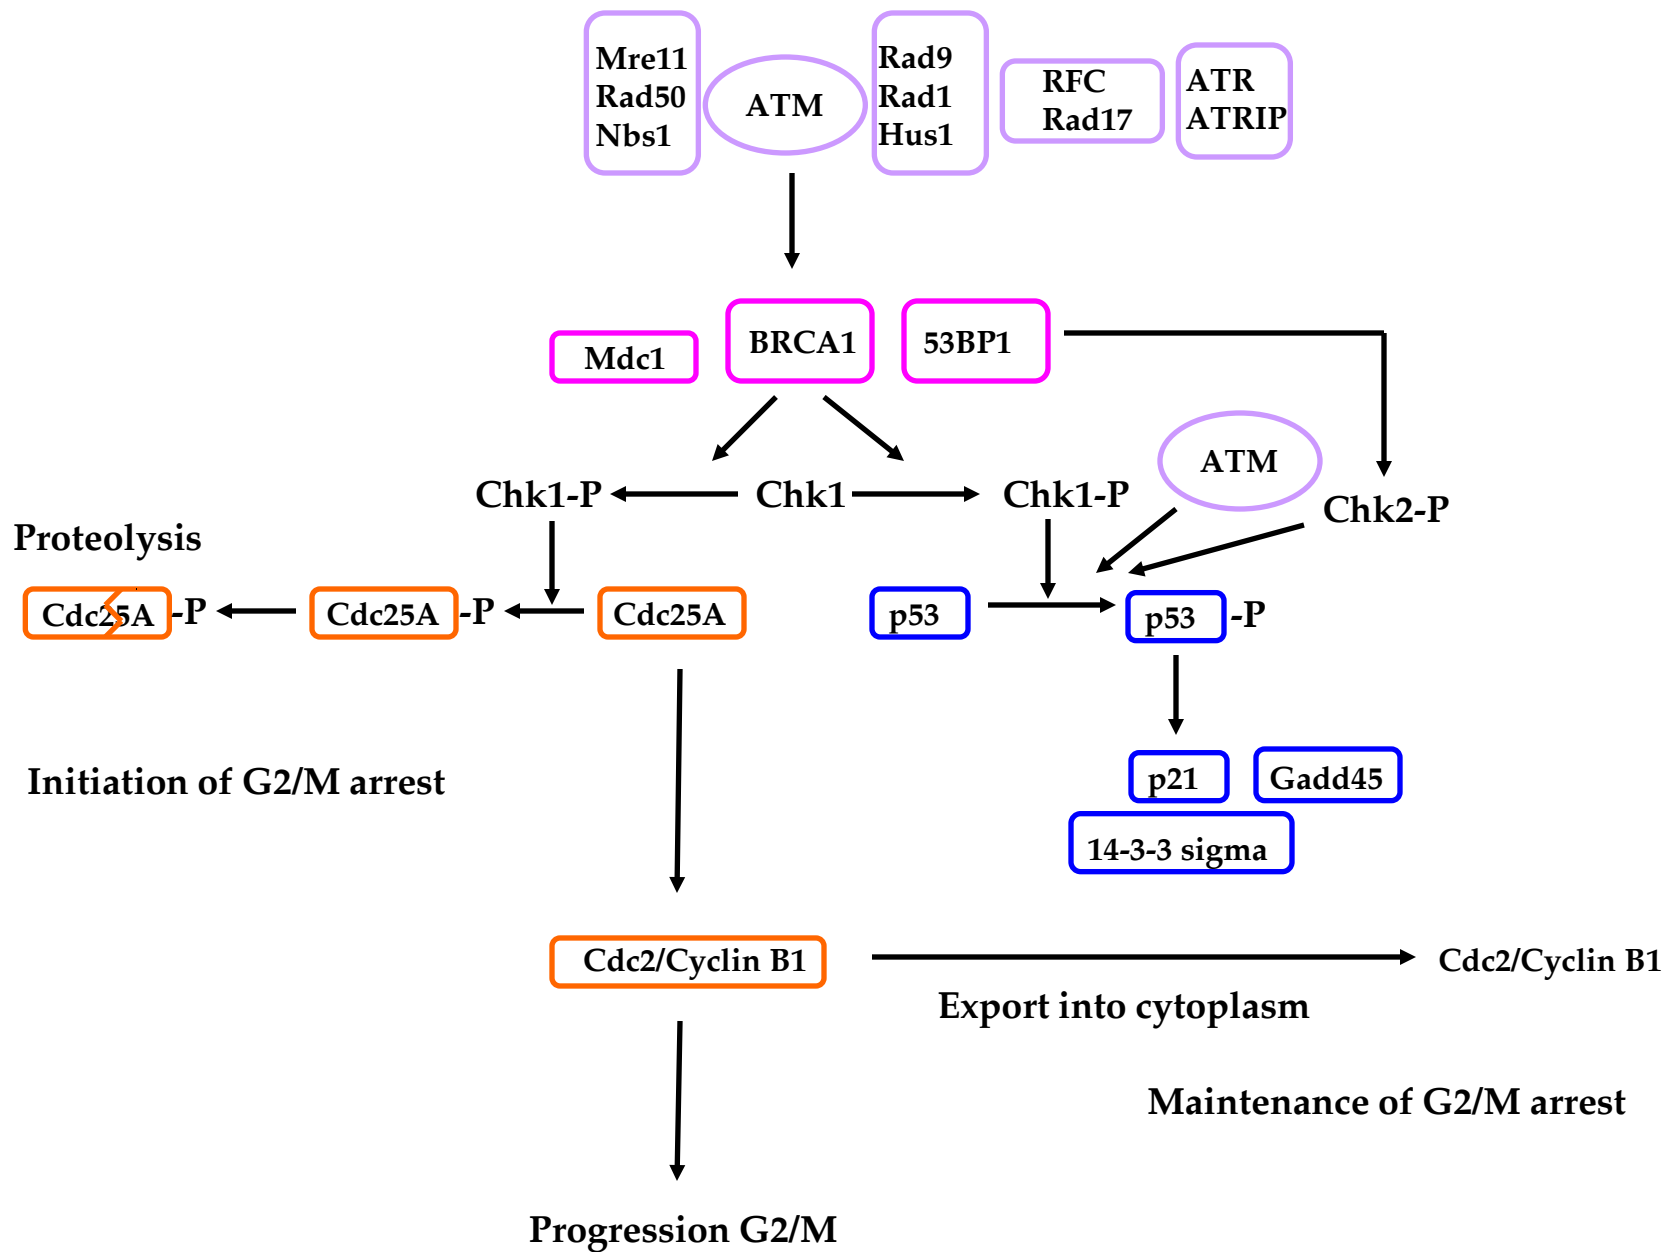 Mre11
Rad50
Nbs1
ATM
Rad9
Rad1
Hus1
RFC
Rad17
ATR
ATRIP
Mdc1
BRCA1
53BP1
ATM
Chk1-P
Chk1
Chk1-P
Chk2-P
Proteolysis
Cdc25A -P
Cdc25A -P
Cdc25A
p53
p53 -P
Initiation of G2/M arrest
p21
Gadd45
14-3-3 sigma
Cdc2/Cyclin B1
Cdc2/Cyclin B1
Export into cytoplasm
Maintenance of G2/M arrest
Progression G2/M